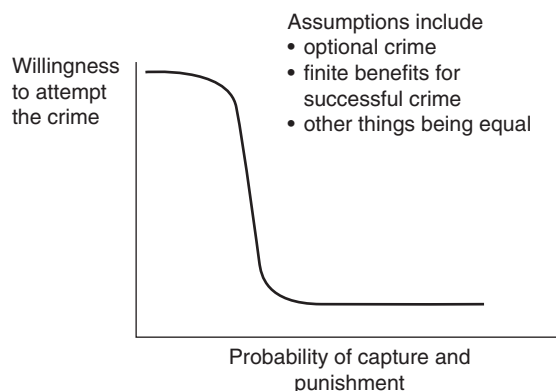 Assumptions include
• optional crime
• finite benefits for
successful crime
• other things being equal
Willingness
to attempt
the crime
Probability of capture and
punishment